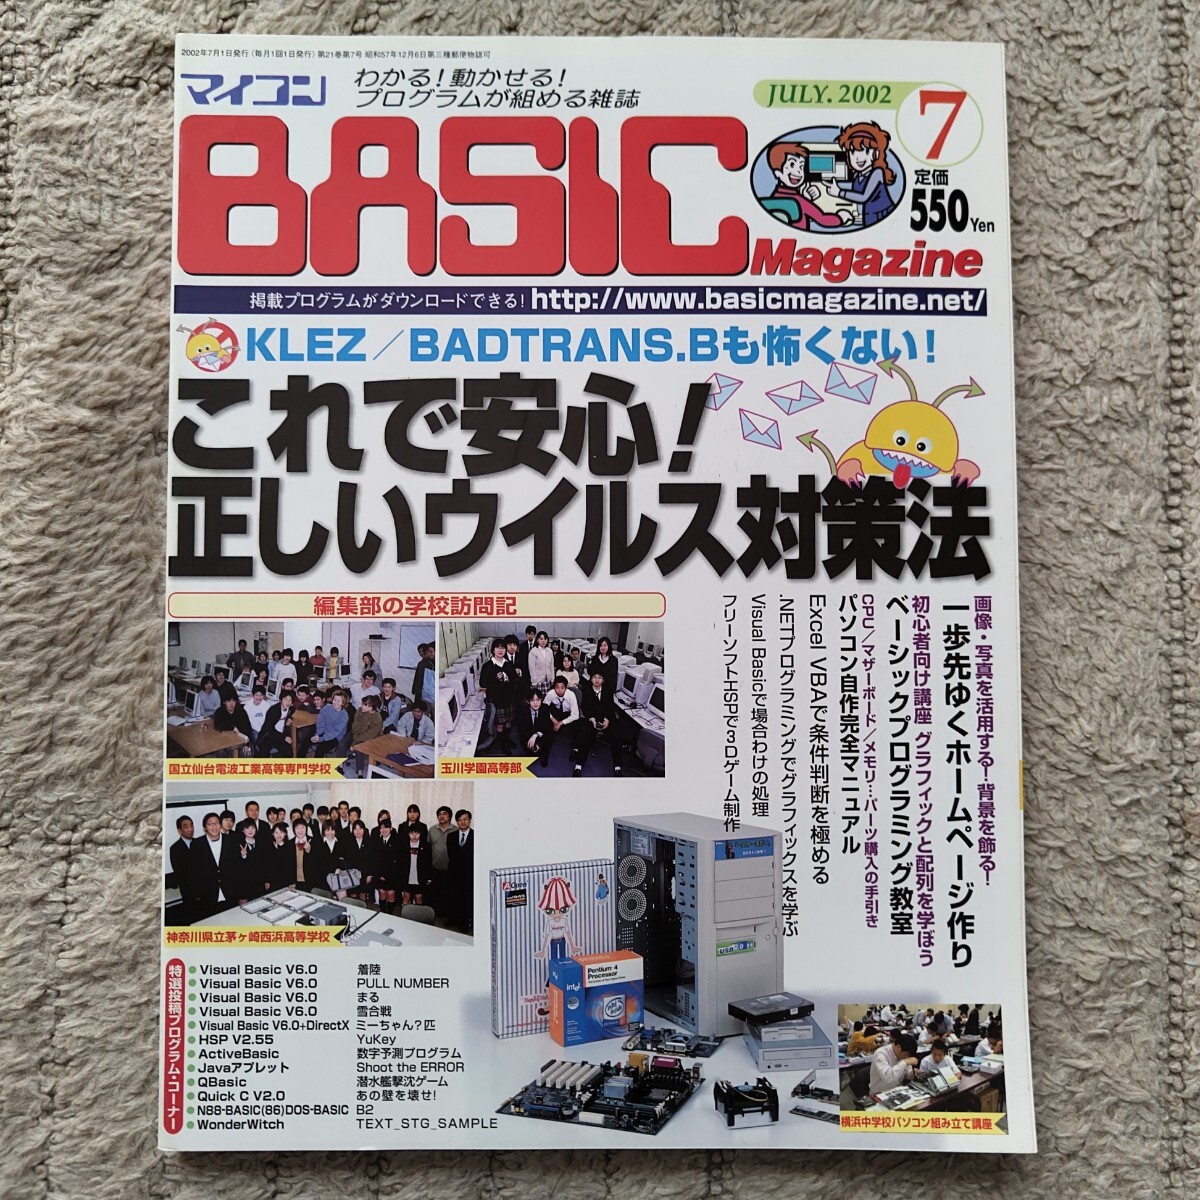 2002年7月1日発行(毎月1回1日発行)第21巻第7号 昭和57年12月6日第三種郵便物認可
マイコン
わかる!動かせる!
プログラムが組める雑誌
JULY. 2002
7
BASIC
Magazine
定価
550Yen
掲載プログラムがダウンロードできる! http://www.basicmagazine.net/
KLEZ/BADTRANS.Bも怖くない!
これで安心!
正しいウイルス対策法
画像・写真を活用する!背景を飾る!
一歩先ゆくホームページ作り
初心者向け講座 グラフィックと配列を学ぼう
ベーシックプログラミング教室
CPU/マザーボード/メモリ…パーツ購入の手引き
パソコン自作完全マニュアル
Excel VBAで条件判断を極める
.NETプログラミングでグラフィックスを学ぶ
Visual Basicで場合わけの処理
フリーソフトHSPで3Dゲーム制作
編集部の学校訪問記
国立仙台電波工業高等専門学校
玉川学園高等部
神奈川県立茅ヶ崎西浜高等学校
特選投稿プログラム・コーナー
Visual Basic V6.0 着陸
Visual Basic V6.0 PULL NUMBER
Visual Basic V6.0 まる
Visual Basic V6.0 雪合戦
Visual Basic V6.0+DirectX ミーちゃん?匹
HSP V2.55 YuKey
ActiveBasic 数字予測プログラム
Javaアプレット Shoot the ERROR
QBasic 潜水艦撃沈ゲーム
Quick C V2.0 あの壁を壊せ!
N88-BASIC(86)DOS-BASIC B2
WonderWitch TEXT_STG_SAMPLE
AOpen
intel
Pentium 4
Processor
USB2.0
横浜中学校パソコン組み立て講座